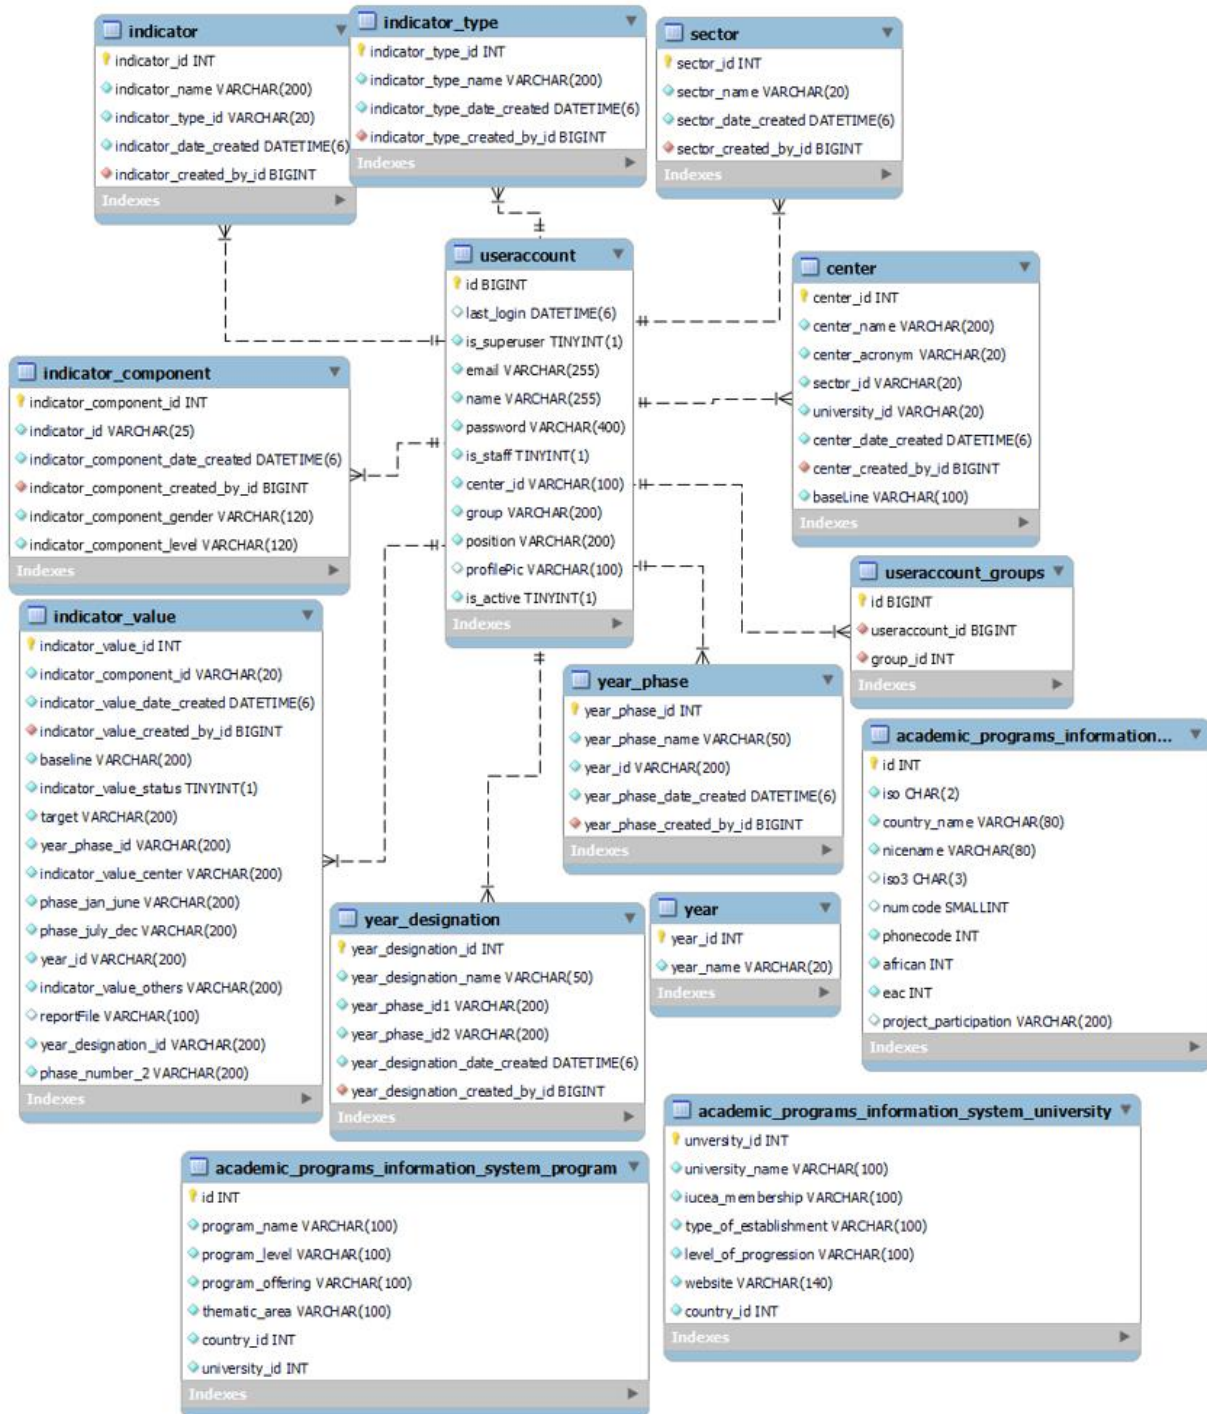 indicator
indicator_id INT
indicator_name VARCHAR(200)
indicator_type_id VARCHAR(20)
indicator_date_created DATETIME(6)
indicator_created_by_id BIGINT
Indexes
indicator_type
indicator_type_id INT
indicator_type_name VARCHAR(200)
indicator_type_date_created DATETIME(6)
indicator_type_created_by_id BIGINT
Indexes
sector
sector_id INT
sector_name VARCHAR(20)
sector_date_created DATETIME(6)
sector_created_by_id BIGINT
Indexes
useraccount
id BIGINT
last_login DATETIME(6)
is_superuser TINYINT(1)
email VARCHAR(255)
name VARCHAR(255)
password VARCHAR(400)
is_staff TINYINT(1)
center_id VARCHAR(100)
group VARCHAR(200)
position VARCHAR(200)
profilePic VARCHAR(100)
is_active TINYINT(1)
Indexes
center
center_id INT
center_name VARCHAR(200)
center_acronym VARCHAR(20)
sector_id VARCHAR(20)
university_id VARCHAR(20)
center_date_created DATETIME(6)
center_created_by_id BIGINT
baseLine VARCHAR(100)
Indexes
indicator_component
indicator_component_id INT
indicator_id VARCHAR(25)
indicator_component_date_created DATETIME(6)
indicator_component_created_by_id BIGINT
indicator_component_gender VARCHAR(120)
indicator_component_level VARCHAR(120)
Indexes
useraccount_groups
id BIGINT
useraccount_id BIGINT
group_id INT
Indexes
indicator_value
indicator_value_id INT
indicator_component_id VARCHAR(20)
indicator_value_date_created DATETIME(6)
indicator_value_created_by_id BIGINT
baseline VARCHAR(200)
indicator_value_status TINYINT(1)
target VARCHAR(200)
year_phase_id VARCHAR(200)
indicator_value_center VARCHAR(200)
phase_jan_june VARCHAR(200)
phase_july_dec VARCHAR(200)
year_id VARCHAR(200)
indicator_value_others VARCHAR(200)
reportFile VARCHAR(100)
year_designation_id VARCHAR(200)
phase_number_2 VARCHAR(200)
Indexes
year_phase
year_phase_id INT
year_phase_name VARCHAR(50)
year_id VARCHAR(200)
year_phase_date_created DATETIME(6)
year_phase_created_by_id BIGINT
Indexes
academic_programs_information...
id INT
iso CHAR(2)
country_name VARCHAR(80)
nicename VARCHAR(80)
iso3 CHAR(3)
numcode SMALLINT
phonecode INT
african INT
eac INT
project_participation VARCHAR(200)
Indexes
year_designation
year_designation_id INT
year_designation_name VARCHAR(50)
year_phase_id1 VARCHAR(200)
year_phase_id2 VARCHAR(200)
year_designation_date_created DATETIME(6)
year_designation_created_by_id BIGINT
Indexes
year
year_id INT
year_name VARCHAR(20)
Indexes
academic_programs_information_system_university
unversity_id INT
university_name VARCHAR(100)
iucea_membership VARCHAR(100)
type_of_establishment VARCHAR(100)
level_of_progression VARCHAR(100)
website VARCHAR(140)
country_id INT
Indexes
academic_programs_information_system_program
id INT
program_name VARCHAR(100)
program_level VARCHAR(100)
program_offering VARCHAR(100)
thematic_area VARCHAR(100)
country_id INT
university_id INT
Indexes